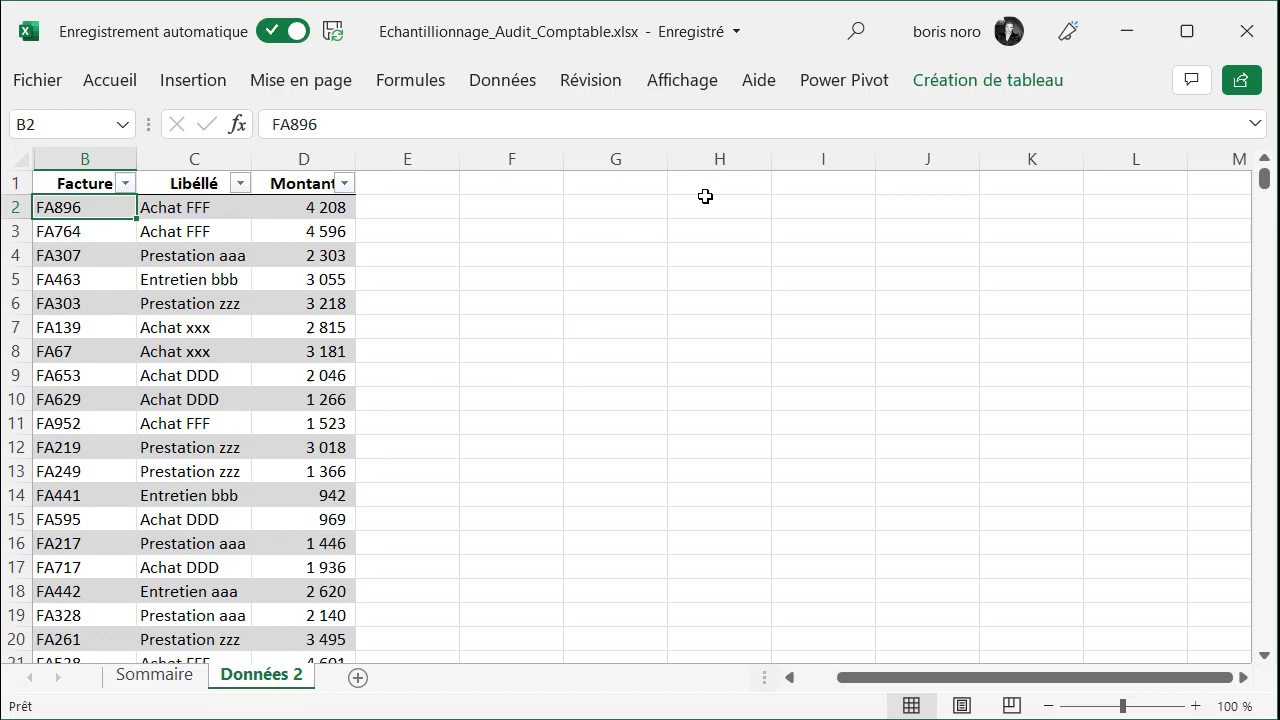 Enregistrement automatique Echantillionnage_Audit_Comptable.xlsx - Enregistré boris noro
Fichier Accueil Insertion Mise en page Formules Données Révision Affichage Aide Power Pivot Création de tableau
B2 fx FA896
B C D E F G H I J K L M
1 Facture Libéllé Montant
2 FA896 Achat FFF 4 208
3 FA764 Achat FFF 4 596
4 FA307 Prestation aaa 2 303
5 FA463 Entretien bbb 3 055
6 FA303 Prestation zzz 3 218
7 FA139 Achat xxx 2 815
8 FA67 Achat xxx 3 181
9 FA653 Achat DDD 2 046
10 FA629 Achat DDD 1 266
11 FA952 Achat FFF 1 523
12 FA219 Prestation zzz 3 018
13 FA249 Prestation zzz 1 366
14 FA441 Entretien bbb 942
15 FA595 Achat DDD 969
16 FA217 Prestation aaa 1 446
17 FA717 Achat DDD 1 936
18 FA442 Entretien aaa 2 620
19 FA328 Prestation aaa 2 140
20 FA261 Prestation zzz 3 495
21 Achat FFF
Sommaire Données 2
Prêt 100 %